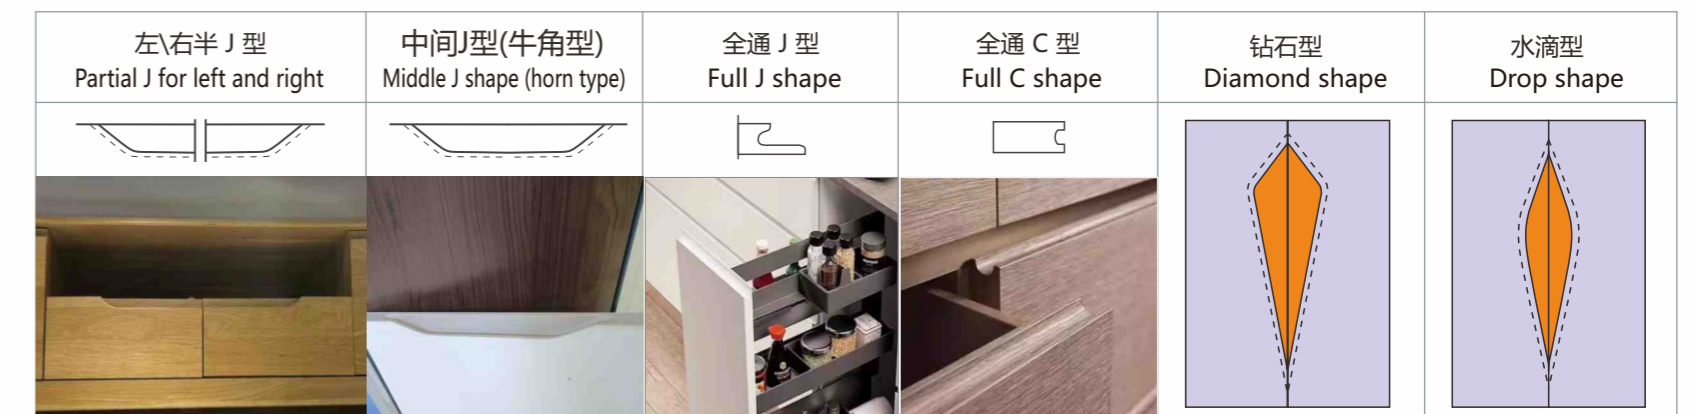 左\右半 J 型
Partial J for left and right
中间J型(牛角型)
Middle J shape (horn type)
全通 J 型
Full J shape
全通 C 型
Full C shape
钻石型
Diamond shape
水滴型
Drop shape